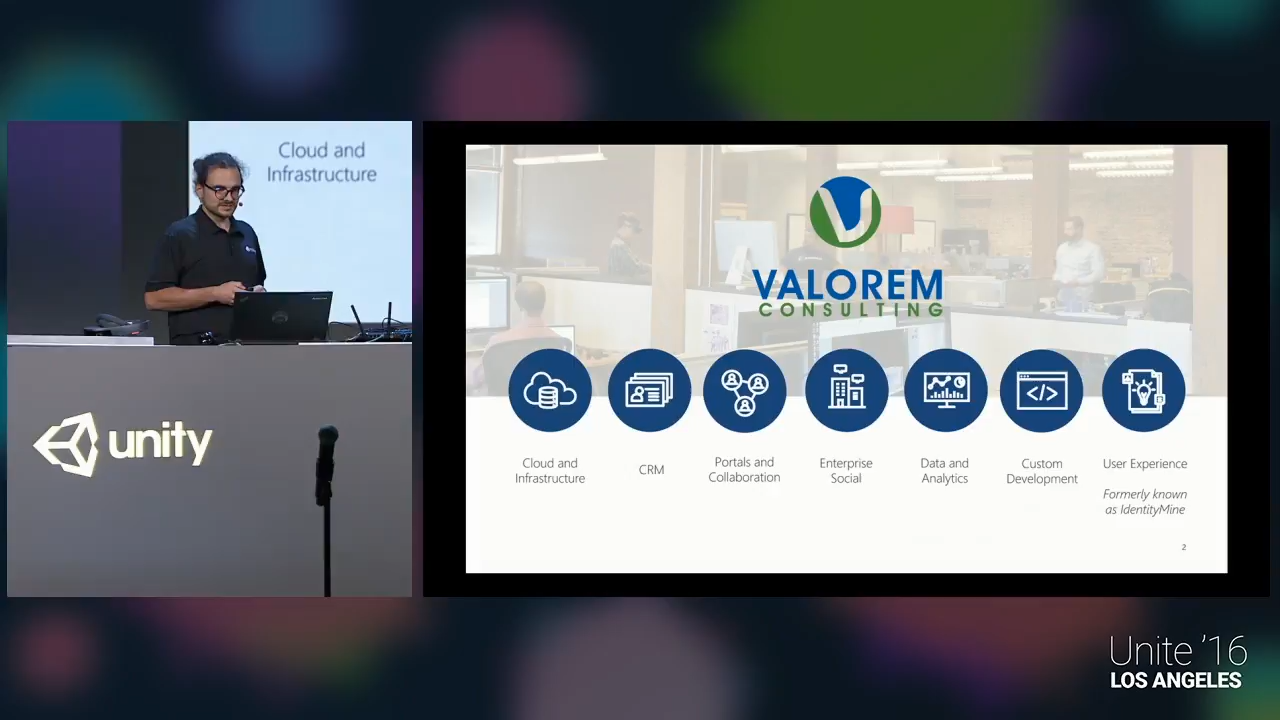 Cloud and
Infrastructure
unity
VALOREM
CONSULTING
Cloud and
Infrastructure
CRM
Portals and
Collaboration
Enterprise
Social
Data and
Analytics
Custom
Development
User Experience
Formerly known
as IdentityMine
2
Unite '16
LOS ANGELES